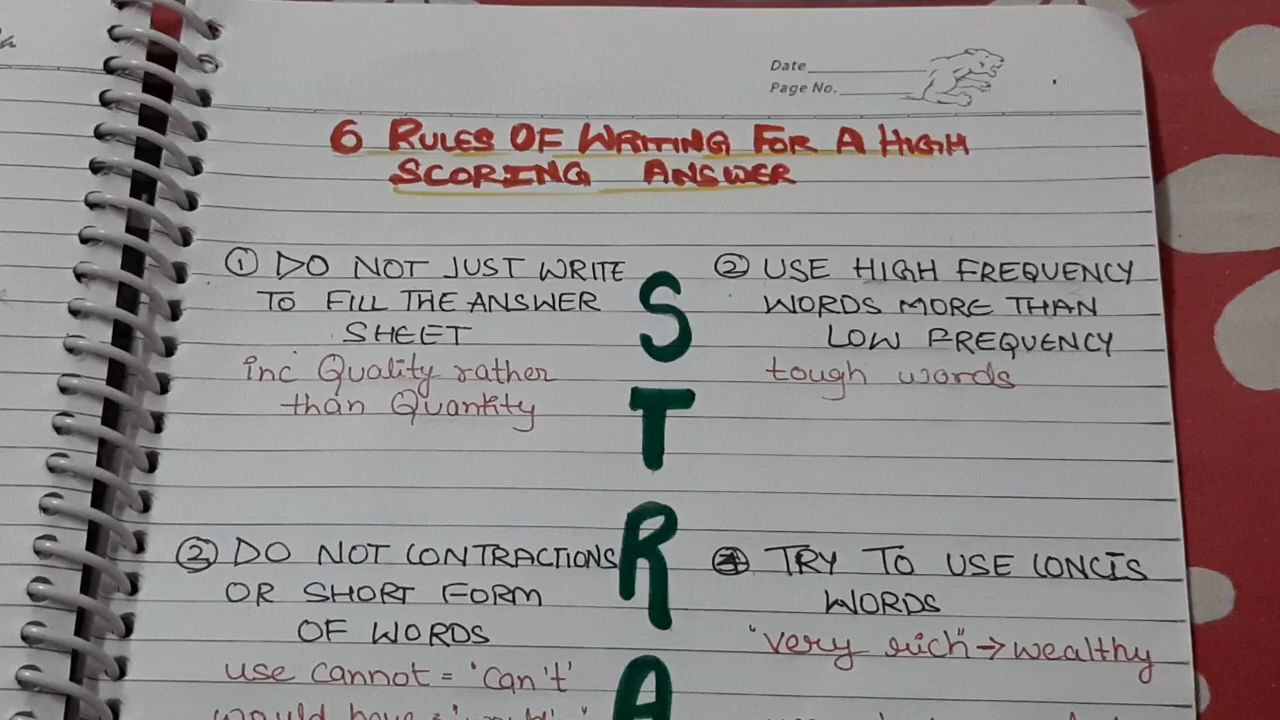 Date
Page No.
6 RULES OF WRITING FOR A HIGH
SCORING ANSWER
① DO NOT JUST WRITE
TO FILL THE ANSWER
SHEET
inc Quality rather
than Quantity
② USE HIGH FREQUENCY
WORDS MORE THAN
LOW FREQUENCY
tough words
S
T
R
A
③ DO NOT CONTRACTIONS
OR SHORT FORM
OF WORDS
use cannot = 'can't'
would have
④ TRY TO USE CONCIS
WORDS
"very rich" → wealthy